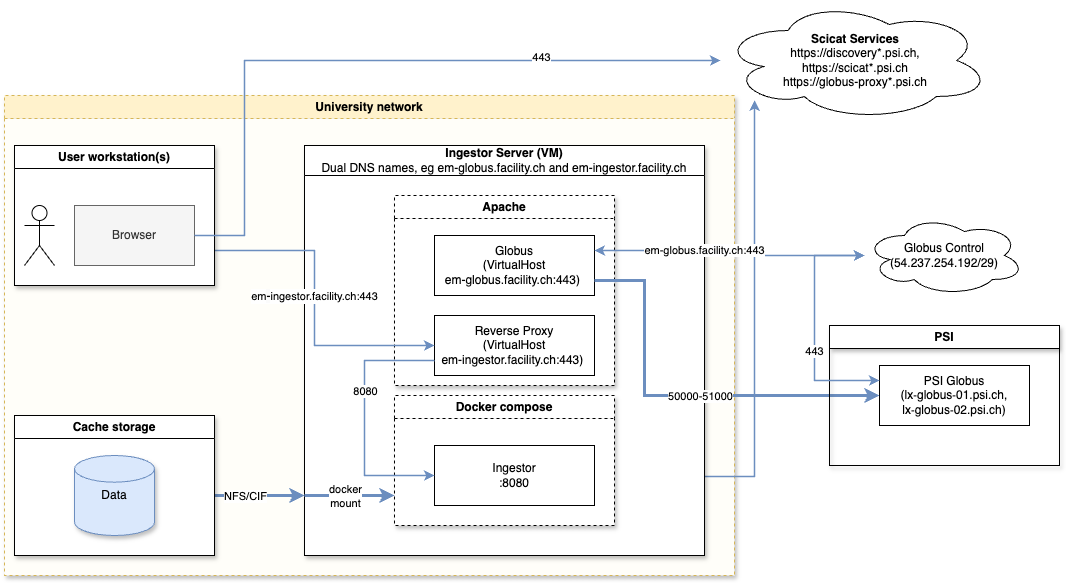 Scicat Services
https://discovery*.psi.ch,
https://scicat*.psi.ch
https://globus-proxy*.psi.ch
443
University network
User workstation(s)
Browser
Ingestor Server (VM)
Dual DNS names, eg em-globus.facility.ch and em-ingestor.facility.ch
Apache
Globus
(VirtualHost
em-globus.facility.ch:443)
em-globus.facility.ch:443
Globus Control
(54.237.254.192/29)
em-ingestor.facility.ch:443
Reverse Proxy
(VirtualHost
em-ingestor.facility.ch:443)
8080
PSI
443
PSI Globus
(lx-globus-01.psi.ch,
lx-globus-02.psi.ch)
50000-51000
Docker compose
Ingestor
:8080
Cache storage
Data
NFS/CIF
docker
mount